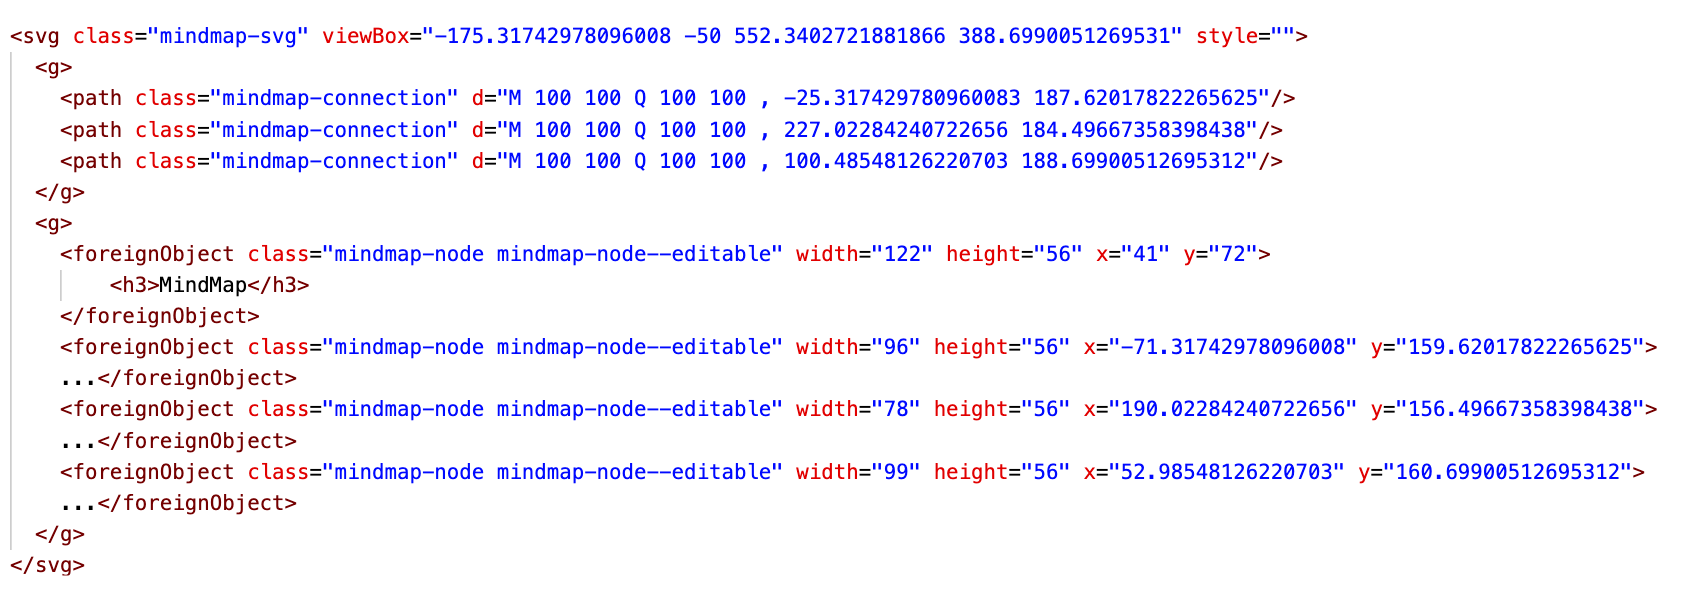 <svg class="mindmap-svg" viewBox="-175.31742978096008 -50 552.3402721881866 388.6990051269531" style="">
<g>
<path class="mindmap-connection" d="M 100 100 Q 100 100 , -25.317429780960083 187.62017822265625"/>
<path class="mindmap-connection" d="M 100 100 Q 100 100 , 227.02284240722656 184.49667358398438"/>
<path class="mindmap-connection" d="M 100 100 Q 100 100 , 100.48548126220703 188.69900512695312"/>
</g>
<g>
<foreignObject class="mindmap-node mindmap-node--editable" width="122" height="56" x="41" y="72">
<h3>MindMap</h3>
</foreignObject>
<foreignObject class="mindmap-node mindmap-node--editable" width="96" height="56" x="-71.31742978096008" y="159.62017822265625">
...</foreignObject>
<foreignObject class="mindmap-node mindmap-node--editable" width="78" height="56" x="190.02284240722656" y="156.49667358398438">
...</foreignObject>
<foreignObject class="mindmap-node mindmap-node--editable" width="99" height="56" x="52.98548126220703" y="160.69900512695312">
...</foreignObject>
</g>
</svg>